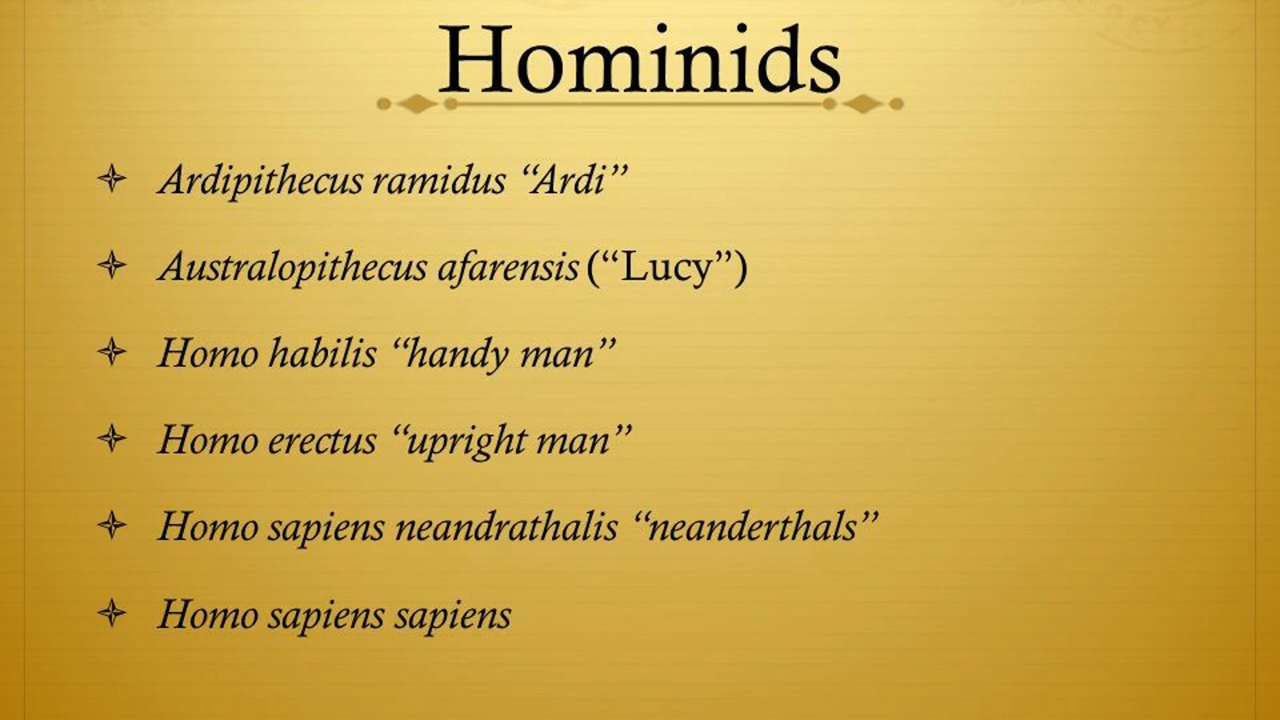 Hominids
Ardipithecus ramidus “Ardi”
Australopithecus afarensis (“Lucy”)
Homo habilis “handy man”
Homo erectus “upright man”
Homo sapiens neandrathalis “neanderthals”
Homo sapiens sapiens